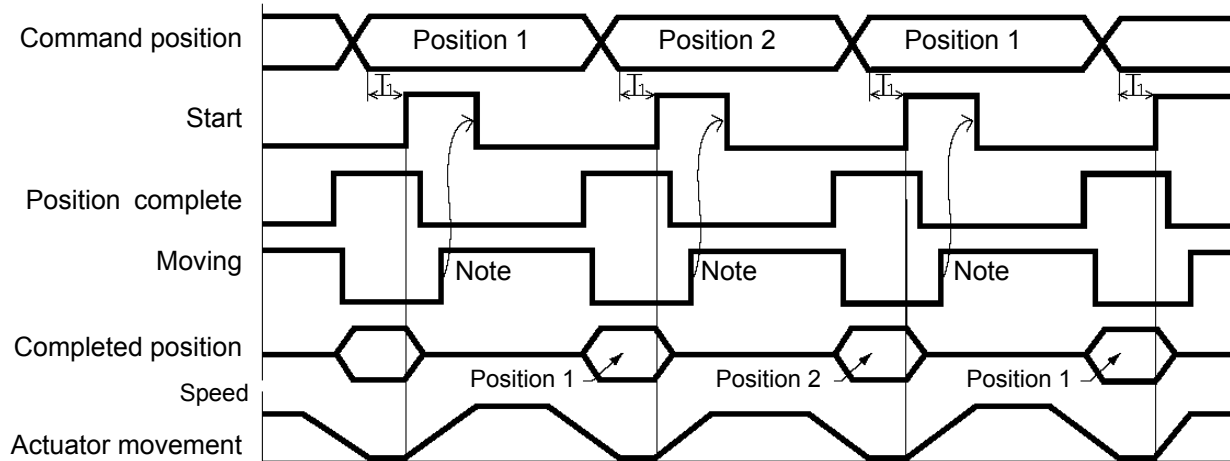 Command position Position 1 Position 2 Position 1
T₁ T₁ T₁ T₁
Start
Position complete
Moving Note Note Note
Completed position
Position 1 Position 2 Position 1
Speed
Actuator movement